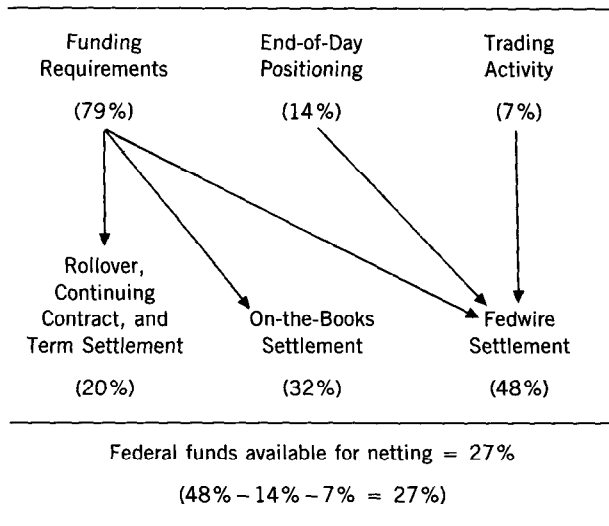 Funding Requirements
(79%)
End-of-Day Positioning
(14%)
Trading Activity
(7%)
Rollover,
Continuing
Contract, and
Term Settlement
(20%)
On-the-Books
Settlement
(32%)
Fedwire
Settlement
(48%)
Federal funds available for netting = 27%
(48% – 14% – 7% = 27%)